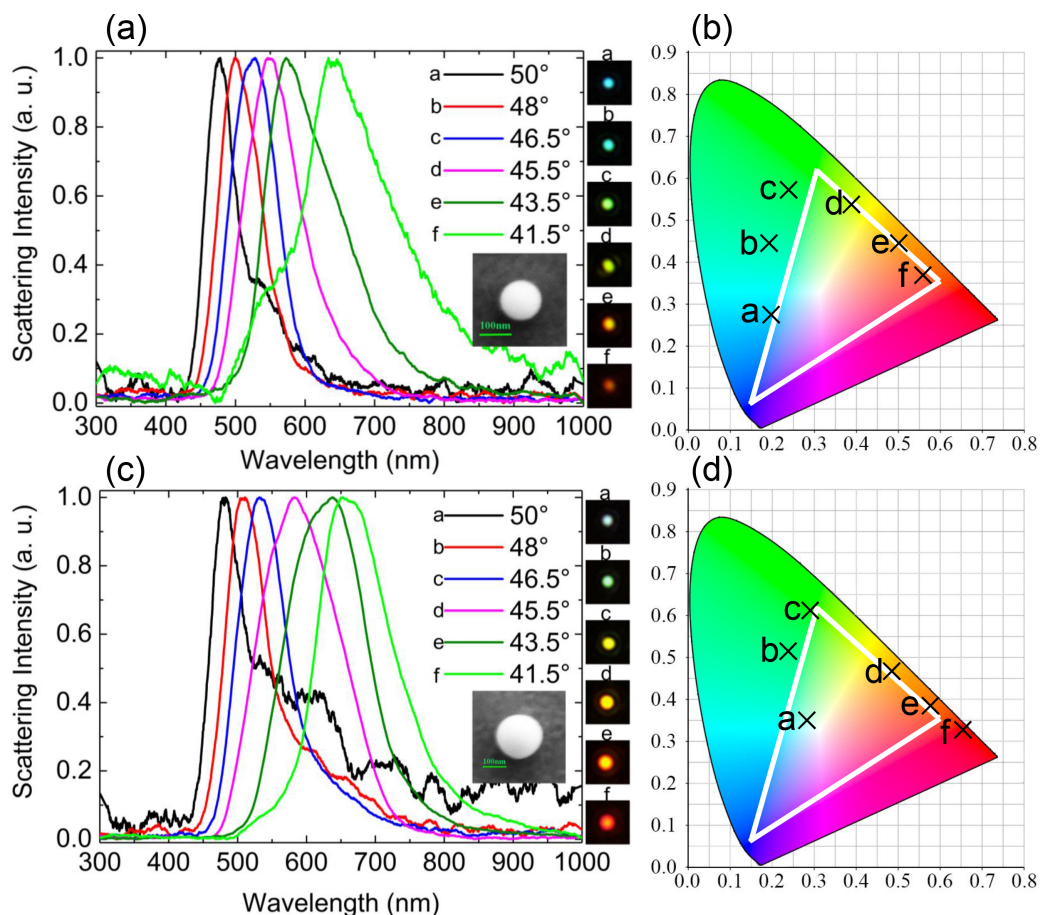 (a)
Scattering Intensity (a. u.)
1.0
0.8
0.6
0.4
0.2
0.0
a 50°
b 48°
c 46.5°
d 45.5°
e 43.5°
f 41.5°
100nm
300 400 500 600 700 800 900 1000
Wavelength (nm)
a
b
c
d
e
f
(b)
0.9
0.8
0.7
0.6
0.5
0.4
0.3
0.2
0.1
0.0
c
d
b
e
f
a
0.0 0.1 0.2 0.3 0.4 0.5 0.6 0.7 0.8
(c)
Scattering Intensity (a. u.)
1.0
0.8
0.6
0.4
0.2
0.0
a 50°
b 48°
c 46.5°
d 45.5°
e 43.5°
f 41.5°
100nm
300 400 500 600 700 800 900 1000
Wavelength (nm)
a
b
c
d
e
f
(d)
0.9
0.8
0.7
0.6
0.5
0.4
0.3
0.2
0.1
0.0
c
b
d
e
a
f
0.0 0.1 0.2 0.3 0.4 0.5 0.6 0.7 0.8